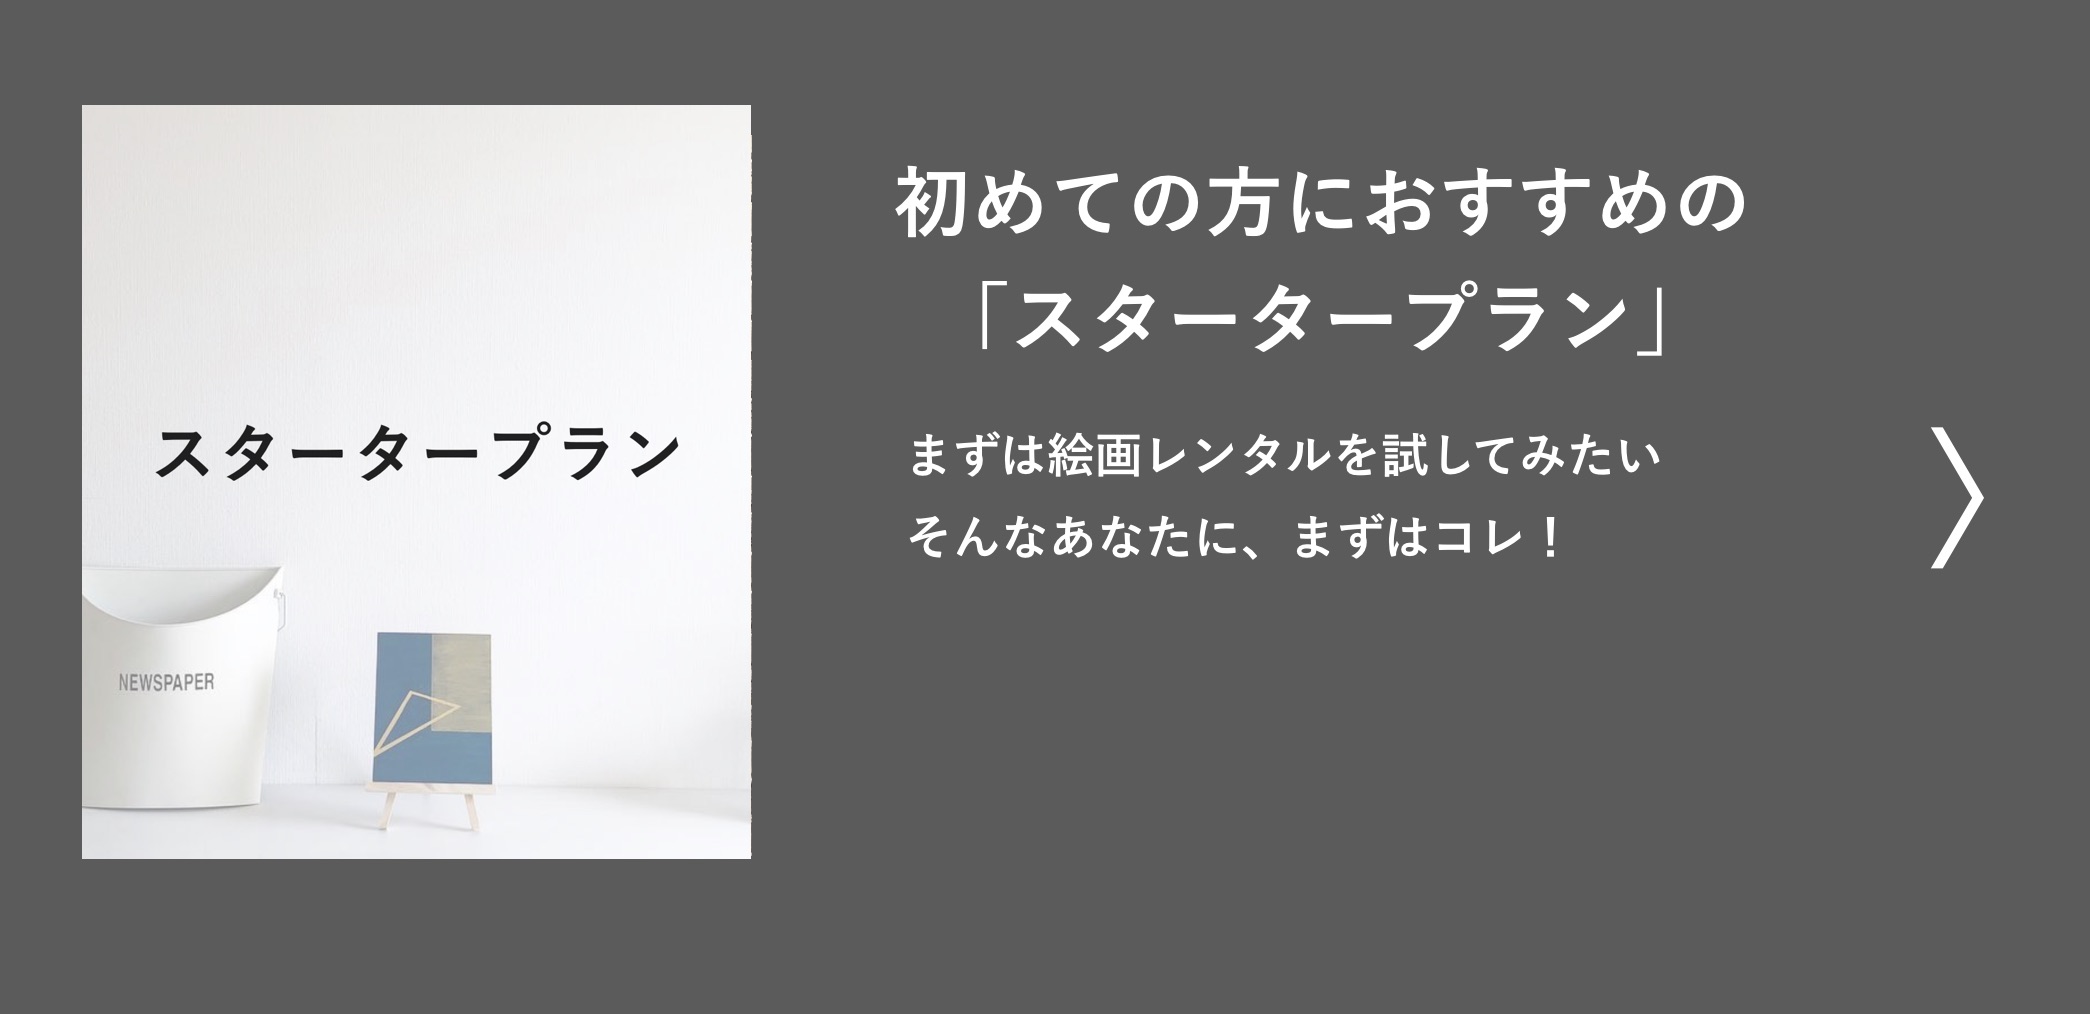 スタータープラン
NEWSPAPER
初めての方におすすめの
「スタータープラン」
まずは絵画レンタルを試してみたい
そんなあなたに、まずはコレ！